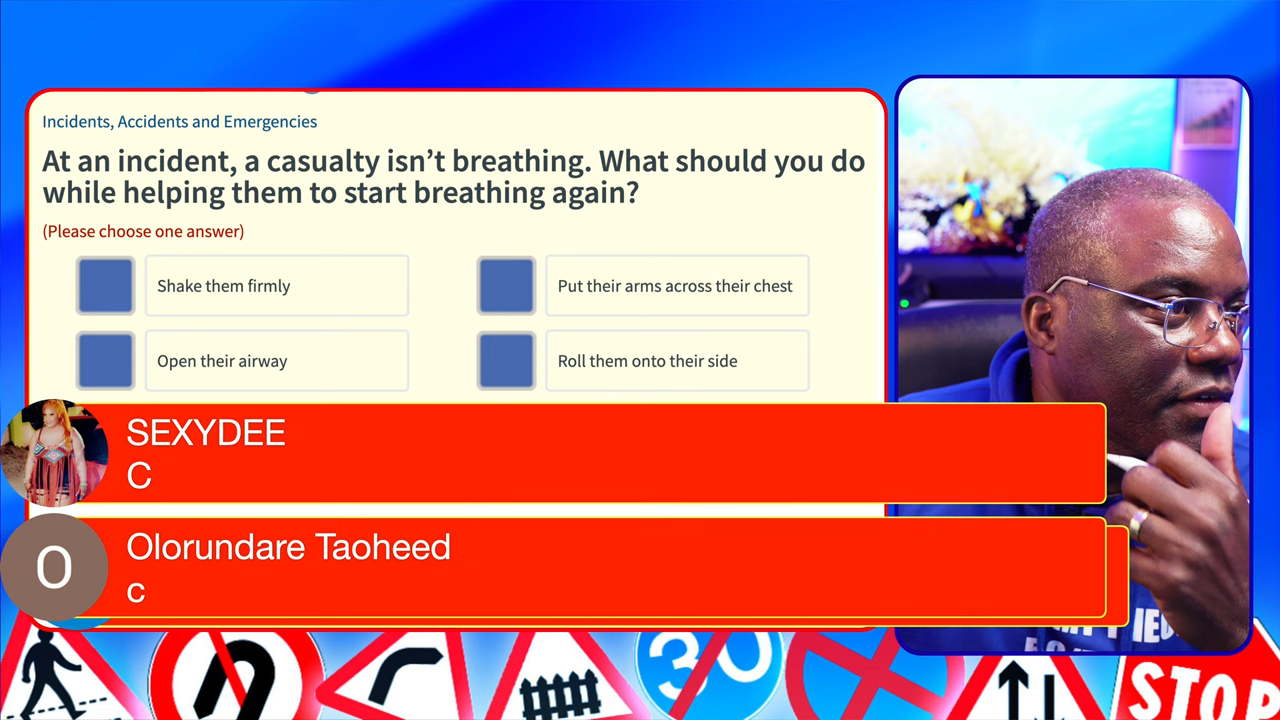 Incidents, Accidents and Emergencies
At an incident, a casualty isn't breathing. What should you do
while helping them to start breathing again?
(Please choose one answer)
Shake them firmly
Put their arms across their chest
Open their airway
Roll them onto their side
SEXYDEE
C
O
Olorundare Taoheed
c
30
STOP